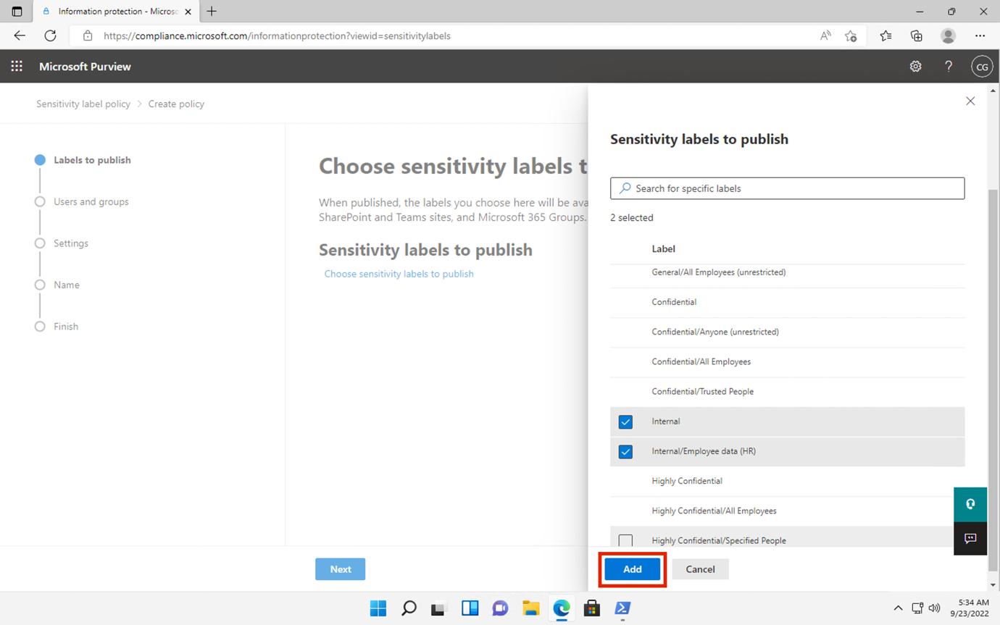 Information protection - Microsc
https://compliance.microsoft.com/informationprotection?viewid=sensitivitylabels
Microsoft Purview
CG
Sensitivity label policy > Create policy
Labels to publish
Users and groups
Settings
Name
Finish
Choose sensitivity labels t
When published, the labels you choose here will be ava
SharePoint and Teams sites, and Microsoft 365 Groups.
Sensitivity labels to publish
Choose sensitivity labels to publish
Next
Sensitivity labels to publish
Search for specific labels
2 selected
Label
General/All Employees (unrestricted)
Confidential
Confidential/Anyone (unrestricted)
Confidential/All Employees
Confidential/Trusted People
Internal
Internal/Employee data (HR)
Highly Confidential
Highly Confidential/All Employees
Highly Confidential/Specified People
Add
Cancel
5:34 AM
9/23/2022